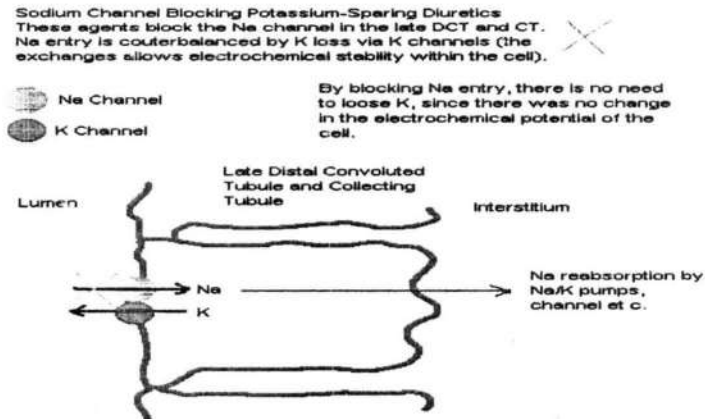 Sodium Channel Blocking Potassium-Sparing Diuretics
These agents block the Na channel in the late DCT and CT.
Na entry is couterbalanced by K loss via K channels (the
exchanges allows electrochemical stability within the cell).
Na Channel
K Channel
By blocking Na entry, there is no need
to loose K, since there was no change
in the electrochemical potential of the
cell.
Late Distal Convoluted
Tubule and Collecting
Tubule
Lumen
Interstitium
Na
K
Na reabsorption by
Na/K pumps,
channel et c.